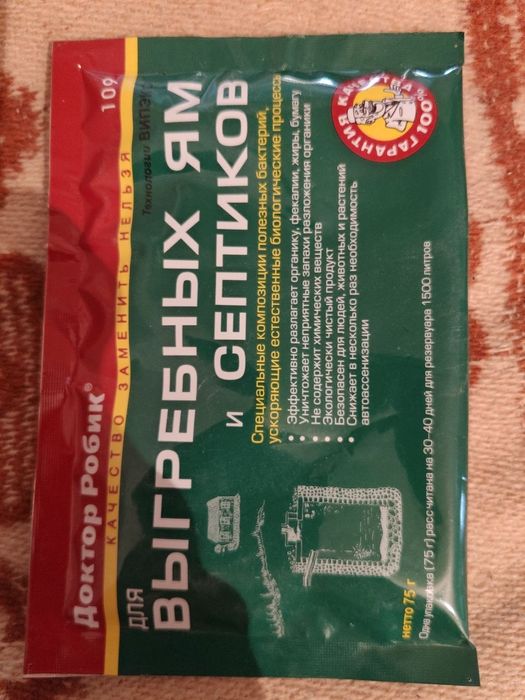 Доктор Робик®
109
КАЧЕСТВО ЗАМЕНИТЬ НЕЛЬЗЯ
Технологии ВИПЭКО
ДЛЯ
ВЫГРЕБНЫХ ЯМ
И СЕПТИКОВ
Специальные композиции полезных бактерий,
ускоряющие естественные биологические процессы
• Эффективно разлагает органику, фекалии, жиры, бумагу
• Уничтожает неприятные запахи разложения органики
• Не содержит химических веществ
• Экологически чистый продукт
• Безопасен для людей, животных и растений
• Снижает в несколько раз необходимость
автоассенизации
100% ГАРАНТИЯ КАЧЕСТВА
нетто 75 г
Одна упаковка (75 г) рассчитана на 30-40 дней для резервуара 1500 литров